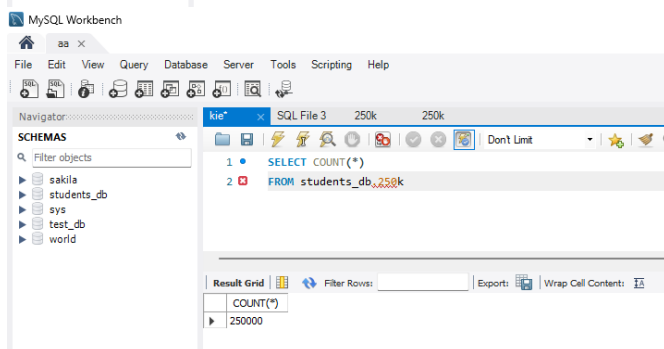 MySQL Workbench
aa ×
File Edit View Query Database Server Tools Scripting Help
Navigator
SCHEMAS
Filter objects
sakila
students_db
sys
test_db
world
kie* × SQL File 3 250k 250k
Don't Limit
1 SELECT COUNT(*)
2 FROM students_db.250k
Result Grid Filter Rows: Export: Wrap Cell Content:
COUNT(*)
250000